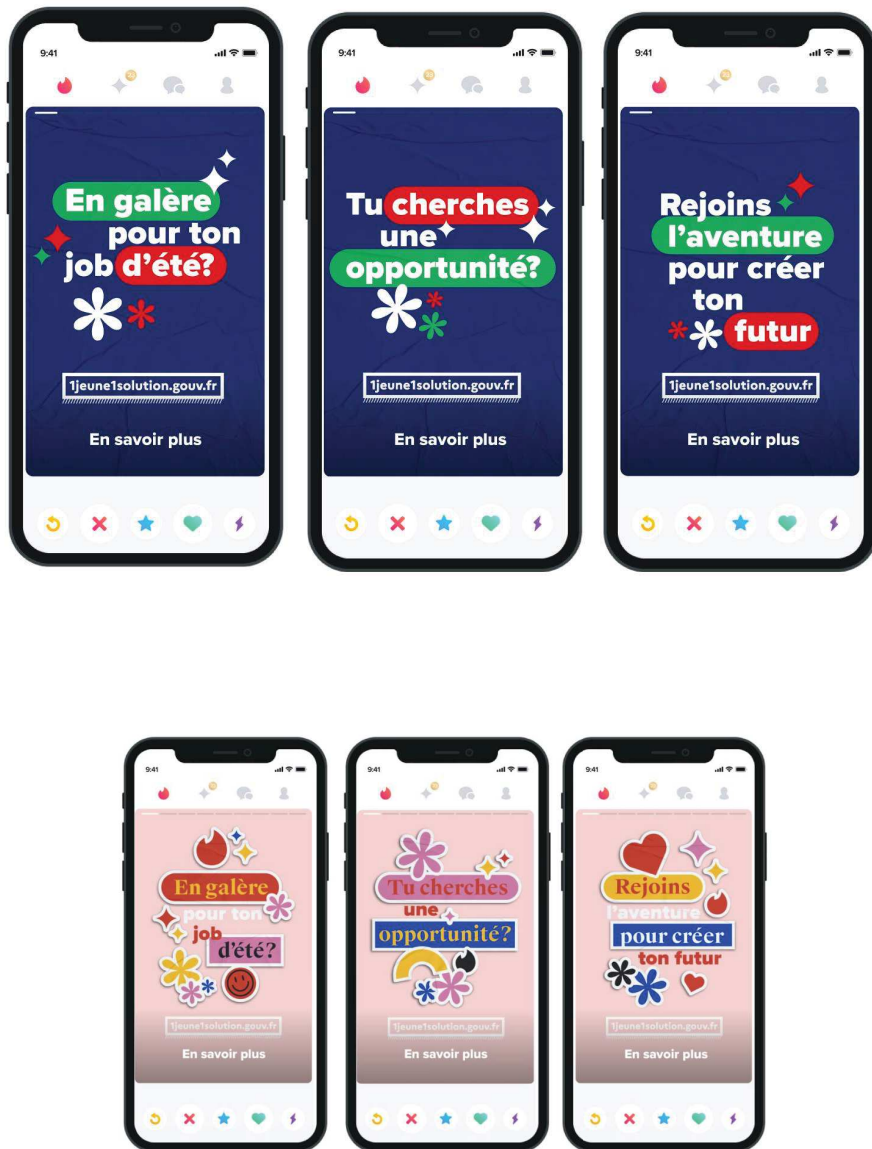 9:41
En galère
pour ton
job d'été?
1jeune1solution.gouv.fr
En savoir plus
9:41
Tu cherches
une
opportunité?
1jeune1solution.gouv.fr
En savoir plus
9:41
Rejoins
l'aventure
pour créer
ton
futur
1jeune1solution.gouv.fr
En savoir plus
9:41
En galère
pour ton
job
d'été?
1jeune1solution.gouv.fr
En savoir plus
9:41
Tu cherches
une
opportunité?
1jeune1solution.gouv.fr
En savoir plus
9:41
Rejoins
l'aventure
pour créer
ton futur
1jeune1solution.gouv.fr
En savoir plus